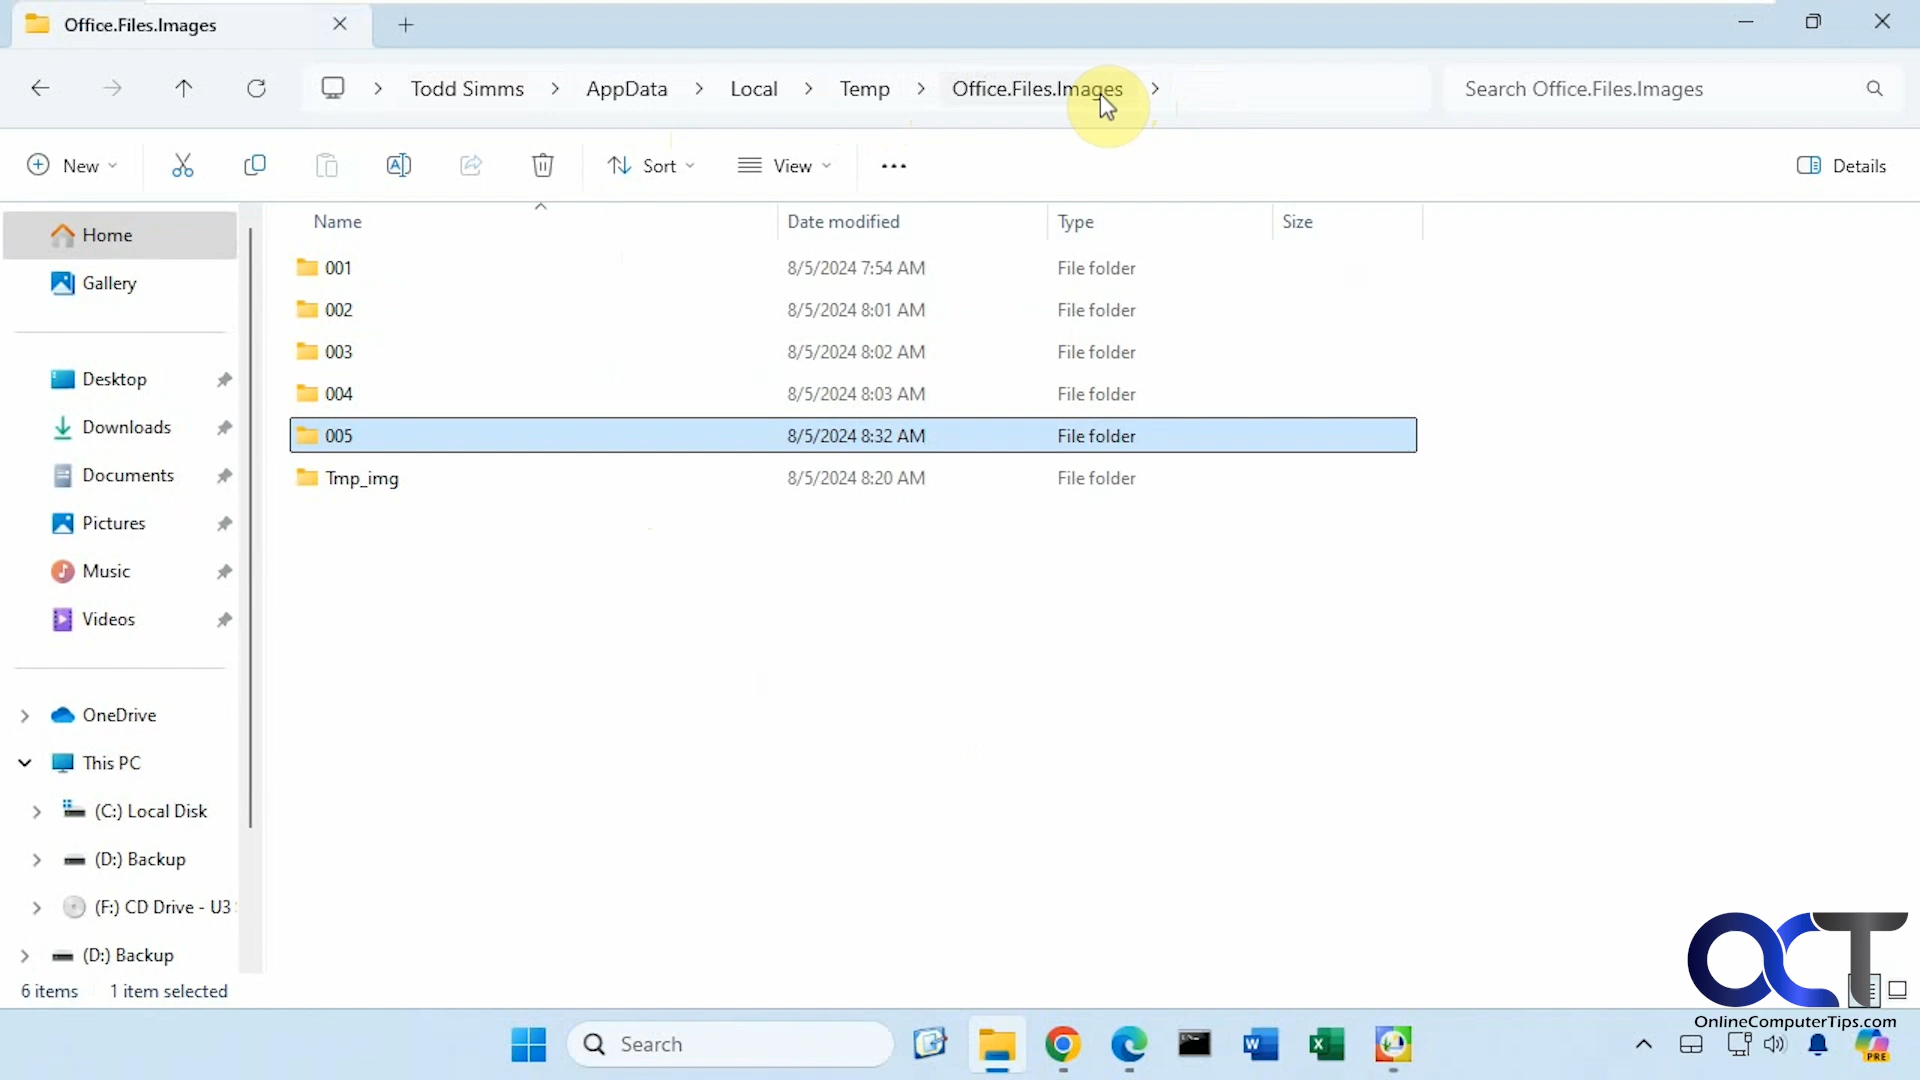 Office.Files.Images
Todd Simms > AppData > Local > Temp > Office.Files.Images >
Search Office.Files.Images
New
Sort
View
Details
Name Date modified Type Size
001 8/5/2024 7:54 AM File folder
002 8/5/2024 8:01 AM File folder
003 8/5/2024 8:02 AM File folder
004 8/5/2024 8:03 AM File folder
005 8/5/2024 8:32 AM File folder
Tmp_img 8/5/2024 8:20 AM File folder
Home
Gallery
Desktop
Downloads
Documents
Pictures
Music
Videos
OneDrive
This PC
(C:) Local Disk
(D:) Backup
(F:) CD Drive - U3
(D:) Backup
6 items 1 item selected
OCT
OnlineComputerTips.com
Search
PRE